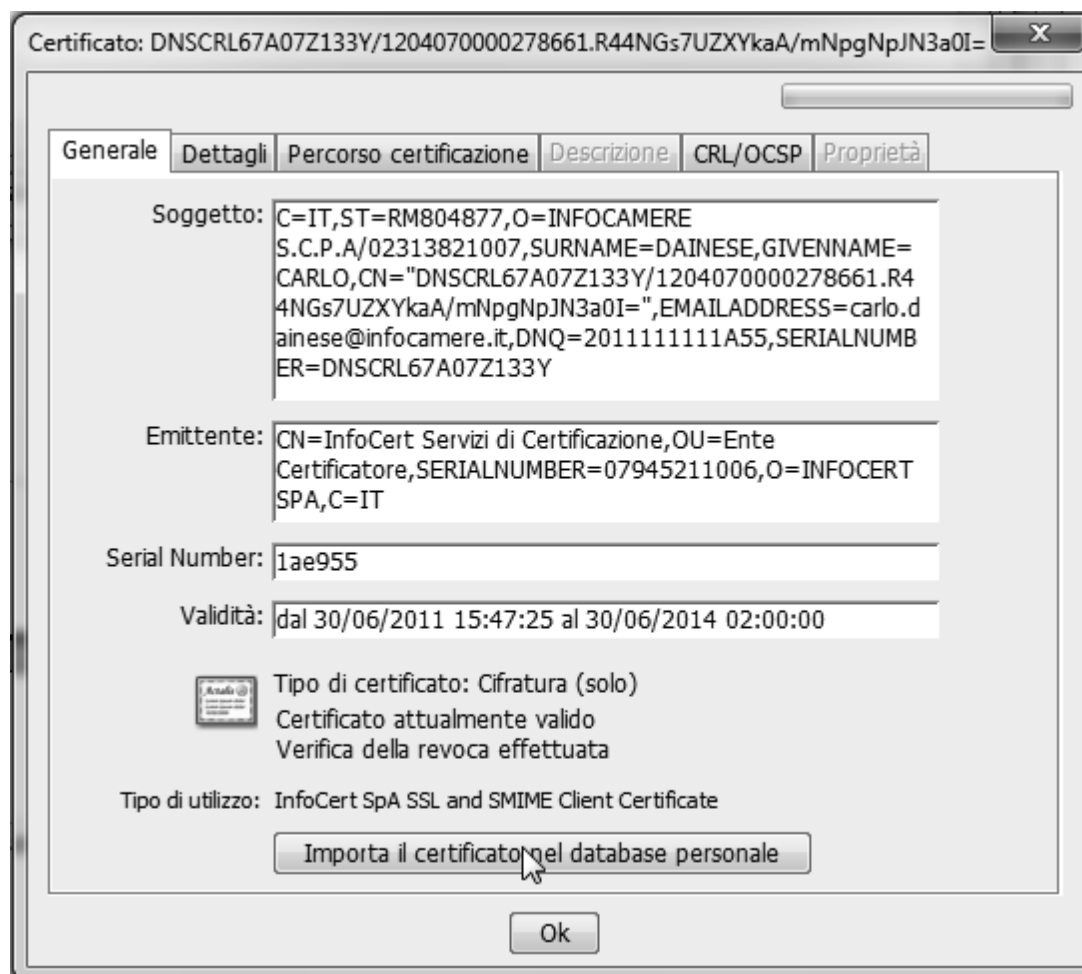 Certificato: DNSCRL67A07Z133Y/1204070000278661.R44NGs7UZXYkaA/mNpgNpJN3a0I=
Generale Dettagli Percorso certificazione Descrizione CRL/OCSP Proprietà
Soggetto: C=IT,ST=RM804877,O=INFOCAMERE
S.C.P.A/02313821007,SURNAME=DAINESE,GIVENNAME=
CARLO,CN="DNSCRL67A07Z133Y/1204070000278661.R4
4NGs7UZXYkaA/mNpgNpJN3a0I=",EMAILADDRESS=carlo.d
ainese@infocamere.it,DNQ=2011111111A55,SERIALNUMB
ER=DNSCRL67A07Z133Y
Emittente: CN=InfoCert Servizi di Certificazione,OU=Ente
Certificatore,SERIALNUMBER=07945211006,O=INFOCERT
SPA,C=IT
Serial Number: 1ae955
Validità: dal 30/06/2011 15:47:25 al 30/06/2014 02:00:00
Tipo di certificato: Cifratura (solo)
Certificato attualmente valido
Verifica della revoca effettuata
Tipo di utilizzo: InfoCert SpA SSL and SMIME Client Certificate
Importa il certificato nel database personale
Ok